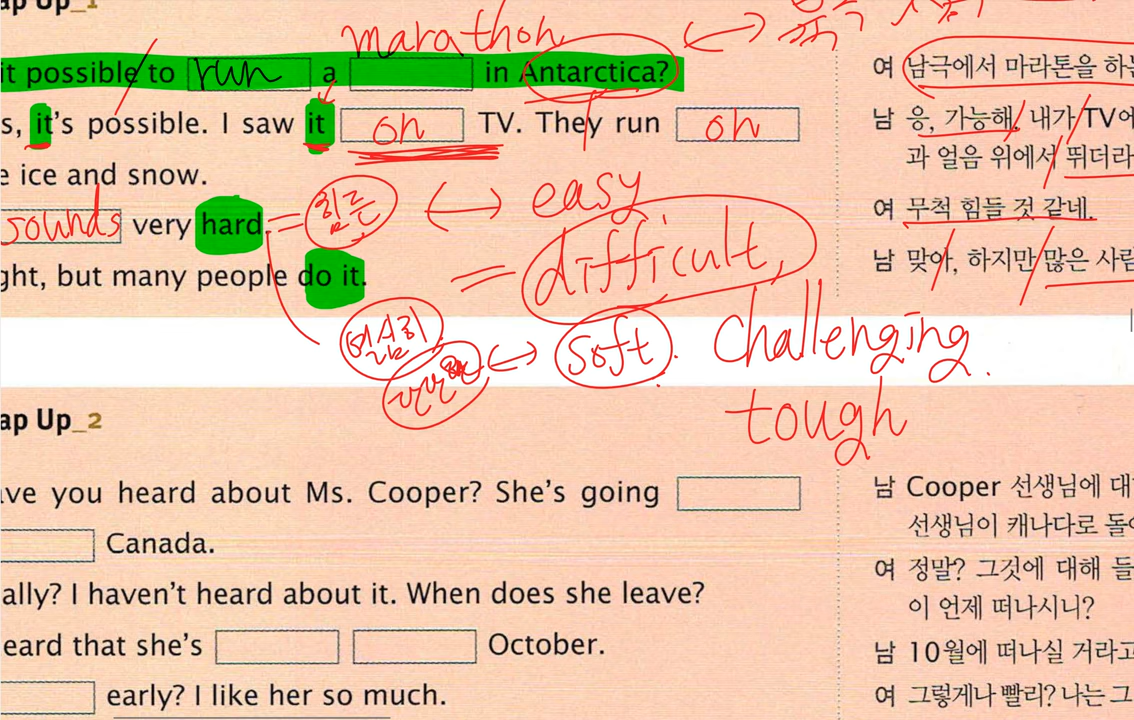 ap Up_1
marathon ↔ 북극
it possible to run a in Antarctica?
s, it's possible. I saw it on TV. They run on
e ice and snow.
sounds very hard. = 힘든 ↔ easy
= difficult,
ght, but many people do it.
열심히
↔ soft. challenging.
tough
여 남극에서 마라톤을 하는
남 응, 가능해. 내가 TV에
과 얼음 위에서 뛰더라
여 무척 힘들 것 같네.
남 맞아, 하지만 많은 사람
ap Up_2
ave you heard about Ms. Cooper? She's going
Canada.
ally? I haven't heard about it. When does she leave?
eard that she's October.
early? I like her so much.
남 Cooper 선생님에 대
선생님이 캐나다로 돌아
여 정말? 그것에 대해 들
이 언제 떠나시니?
남 10월에 떠나실 거라고
여 그렇게나 빨리? 나는 그